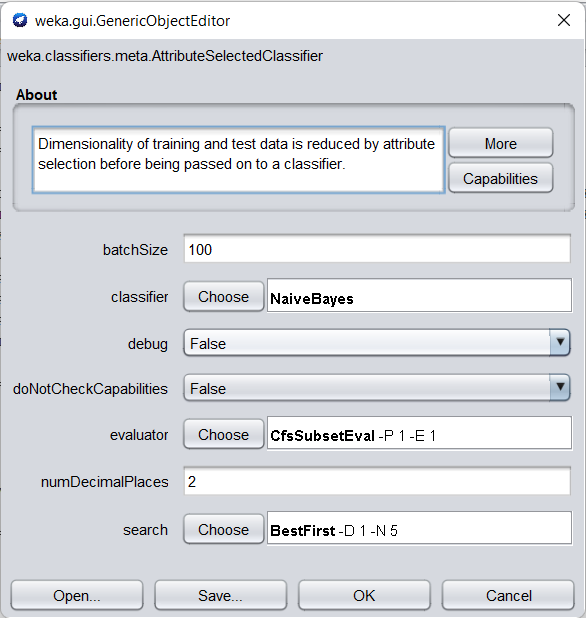 weka.gui.GenericObjectEditor
weka.classifiers.meta.AttributeSelectedClassifier
About
Dimensionality of training and test data is reduced by attribute
selection before being passed on to a classifier.
More
Capabilities
batchSize 100
classifier Choose NaiveBayes
debug False
doNotCheckCapabilities False
evaluator Choose CfsSubsetEval -P 1 -E 1
numDecimalPlaces 2
search Choose BestFirst -D 1 -N 5
Open... Save... OK Cancel